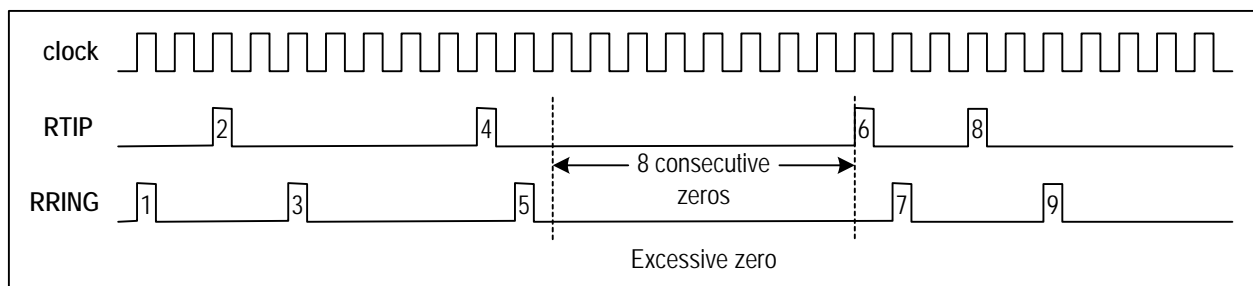 clock
RTIP
2
4
6
8
8 consecutive
zeros
RRING
1
3
5
7
9
Excessive zero